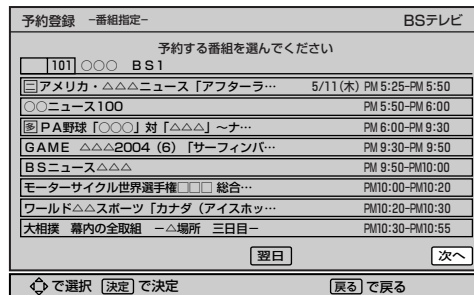 予約登録 -番組指定- BSテレビ
予約する番組を選んでください
101 ○○○ BS1
二アメリカ・△△△ニュース「アフターラ… 5/11(木) PM 5:25-PM 5:50
○○ニュース100 PM 5:50-PM 6:00
多PA野球「○○○」対「△△△」～ナ… PM 6:00-PM 9:30
GAME △△△2004（6）「サーフィンバ… PM 9:30-PM 9:50
BSニュース△△△ PM 9:50-PM10:00
モーターサイクル世界選手権□□□ 総合… PM10:00-PM10:20
ワールド△△スポーツ「カナダ（アイスホッ… PM10:20-PM10:30
大相撲 幕内の全取組 －△場所 三日目－ PM10:30-PM10:55
翌日 次へ
で選択 決定 で決定 戻る で戻る